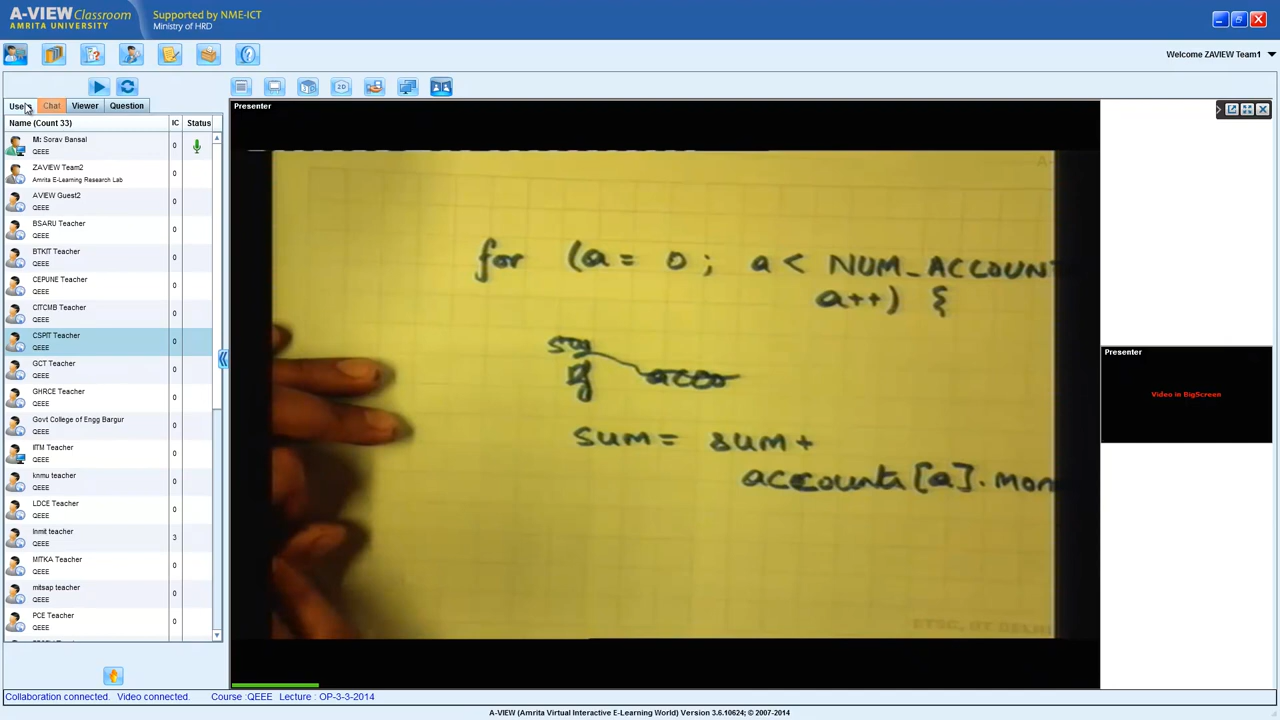 A-VIEW Classroom
AMRITA UNIVERSITY
Supported by NME-ICT
Ministry of HRD
Welcome ZAVIEW Team1
Chat
Viewer
Question
Name (Count 33)
IC
Status
M: Sorav Bansal
QEEE
0
ZAVIEW Team2
Amrita E-Learning Research Lab
0
AVIEW Guest2
QEEE
0
BSARU Teacher
QEEE
0
BTKIT Teacher
QEEE
0
CEPUNE Teacher
QEEE
0
CITCMB Teacher
QEEE
0
CSPIT Teacher
QEEE
0
GCT Teacher
QEEE
0
GHRCE Teacher
QEEE
0
Govt College of Engg Bargur
QEEE
0
IITM Teacher
QEEE
0
knmu teacher
QEEE
0
LDCE Teacher
QEEE
0
lnmit teacher
QEEE
3
MITKA Teacher
QEEE
0
mitsap teacher
QEEE
0
PCE Teacher
QEEE
0
Presenter
for (a = 0; a < NUM_ACCOUN
a++) {
sum = sum +
accounts[a].mon
ETSC, IIT DELHI
Presenter
Video in BigScreen
Collaboration connected. Video connected. Course :QEEE Lecture : OP-3-3-2014
A-VIEW (Amrita Virtual Interactive E-Learning World) Version 3.6.10624; © 2007-2014